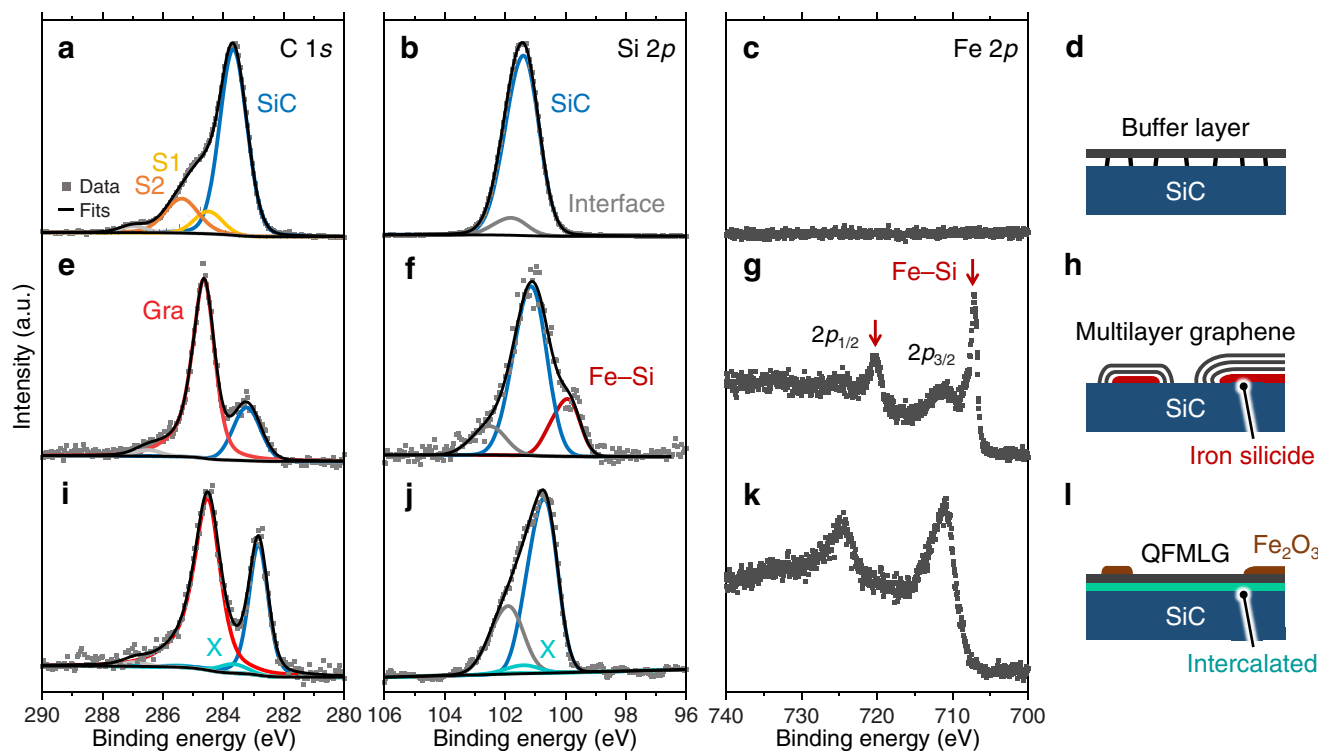 a
C 1s
SiC
S1
S2
Data
Fits
b
Si 2p
SiC
Interface
c
Fe 2p
d
Buffer layer
SiC
e
Gra
f
Fe–Si
g
Fe–Si
2p1/2
2p3/2
h
Multilayer graphene
SiC
Iron silicide
i
X
j
X
k
l
QFMLG
Fe2O3
SiC
Intercalated
Intensity (a.u.)
290 288 286 284 282 280
Binding energy (eV)
106 104 102 100 98 96
Binding energy (eV)
740 730 720 710 700
Binding energy (eV)